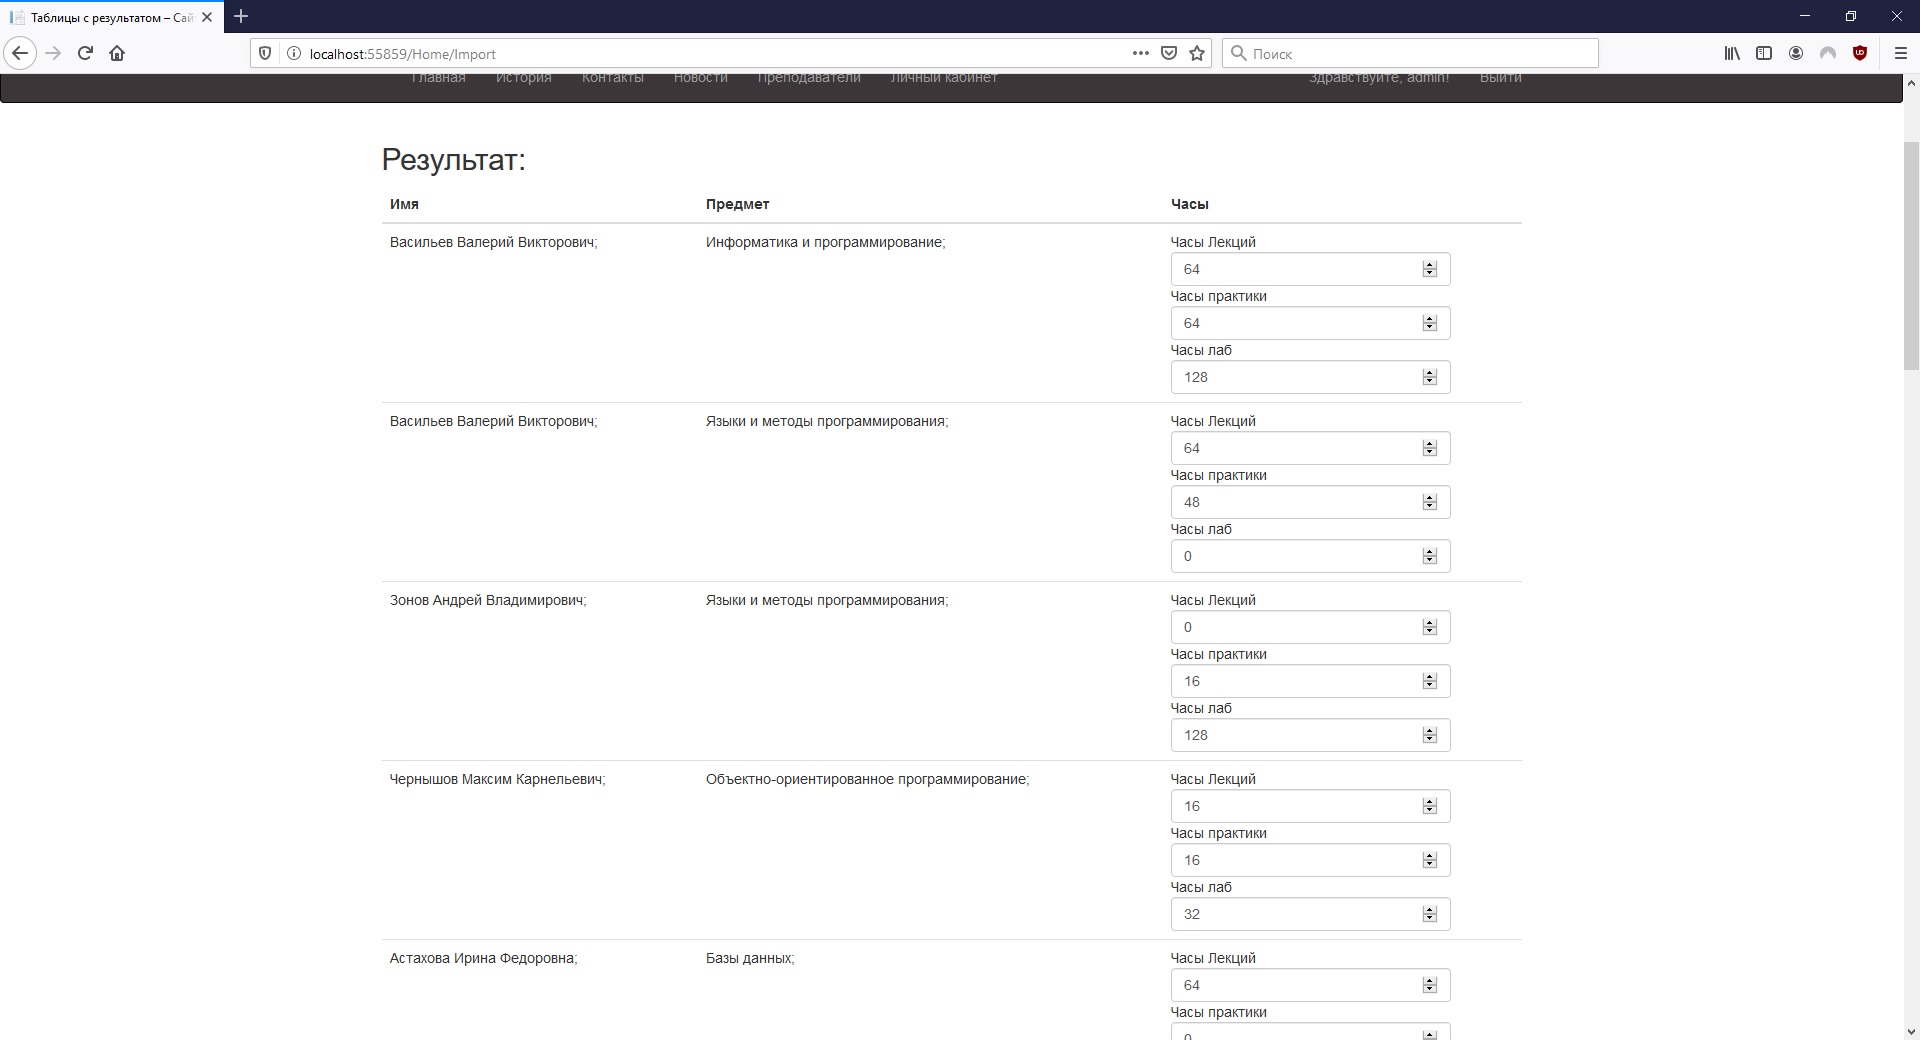 Таблицы с результатом – Сай
localhost:55859/Home/Import
Поиск
Главная История Контакты Новости Преподаватели Личный кабинет Здравствуйте, admin! Выйти
Результат:
Имя Предмет Часы
Васильев Валерий Викторович; Информатика и программирование; Часы Лекций
64
Часы практики
64
Часы лаб
128
Васильев Валерий Викторович; Языки и методы программирования; Часы Лекций
64
Часы практики
48
Часы лаб
0
Зонов Андрей Владимирович; Языки и методы программирования; Часы Лекций
0
Часы практики
16
Часы лаб
128
Чернышов Максим Карнельевич; Объектно-ориентированное программирование; Часы Лекций
16
Часы практики
16
Часы лаб
32
Астахова Ирина Федоровна; Базы данных; Часы Лекций
64
Часы практики
0